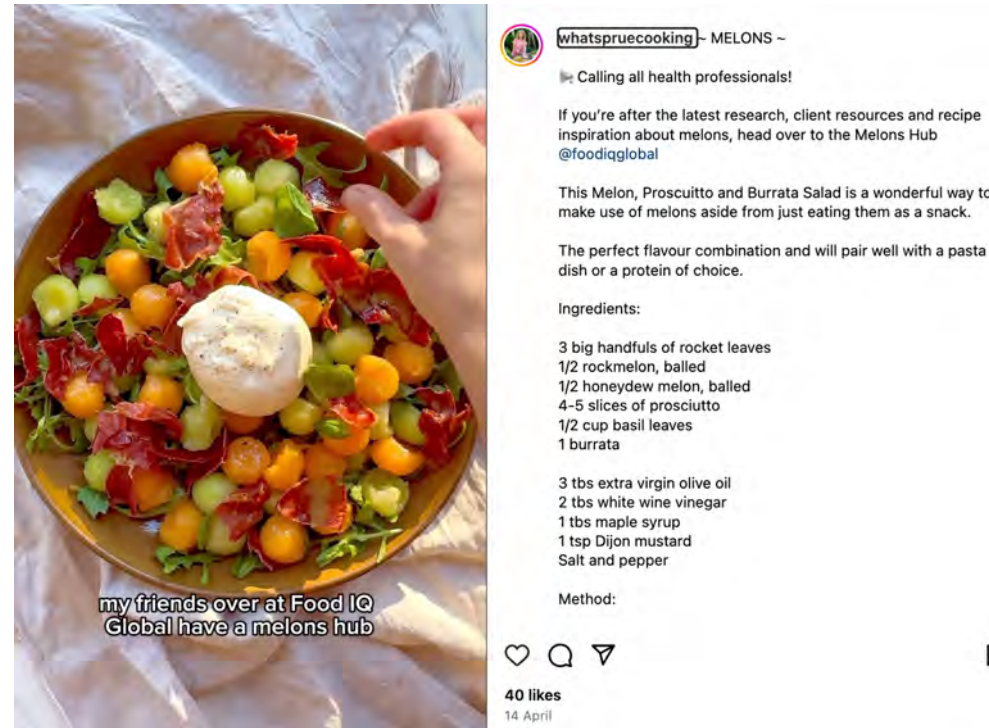 my friends over at Food IQ
Global have a melons hub
whatspruecooking ~ MELONS ~
Calling all health professionals!
If you're after the latest research, client resources and recipe
inspiration about melons, head over to the Melons Hub
@foodiqglobal
This Melon, Proscuitto and Burrata Salad is a wonderful way to
make use of melons aside from just eating them as a snack.
The perfect flavour combination and will pair well with a pasta
dish or a protein of choice.
Ingredients:
3 big handfuls of rocket leaves
1/2 rockmelon, balled
1/2 honeydew melon, balled
4-5 slices of prosciutto
1/2 cup basil leaves
1 burrata
3 tbs extra virgin olive oil
2 tbs white wine vinegar
1 tbs maple syrup
1 tsp Dijon mustard
Salt and pepper
Method:
40 likes
14 April